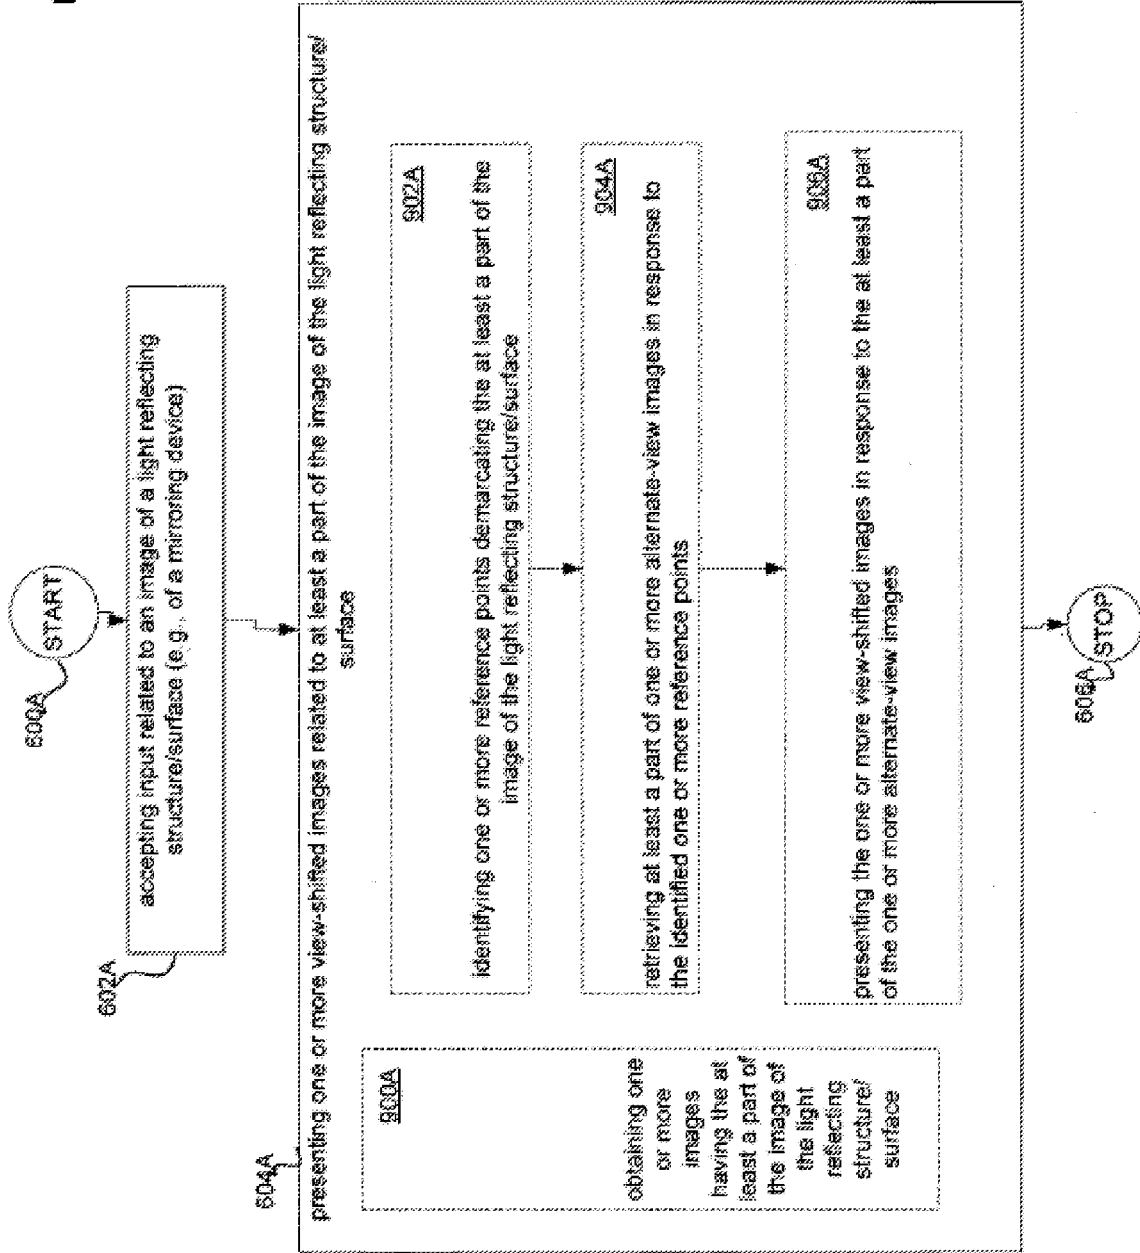 START
600A
602A
accepting input related to an image of a light reflecting
structure/surface (e.g., of a mirroring device)
604A
presenting one or more view-shifted images related to at least a part of the image of the light reflecting structure/
surface
900A
obtaining one
or more
images
having the at
least a part of
the image of
the light
reflecting
structure/
surface
902A
identifying one or more reference points demarcating the at least a part of the
image of the light reflecting structure/surface
904A
retrieving at least a part of one or more alternate-view images in response to
the identified one or more reference points
906A
presenting the one or more view-shifted images in response to the at least a part
of the one or more alternate-view images
606A
STOP